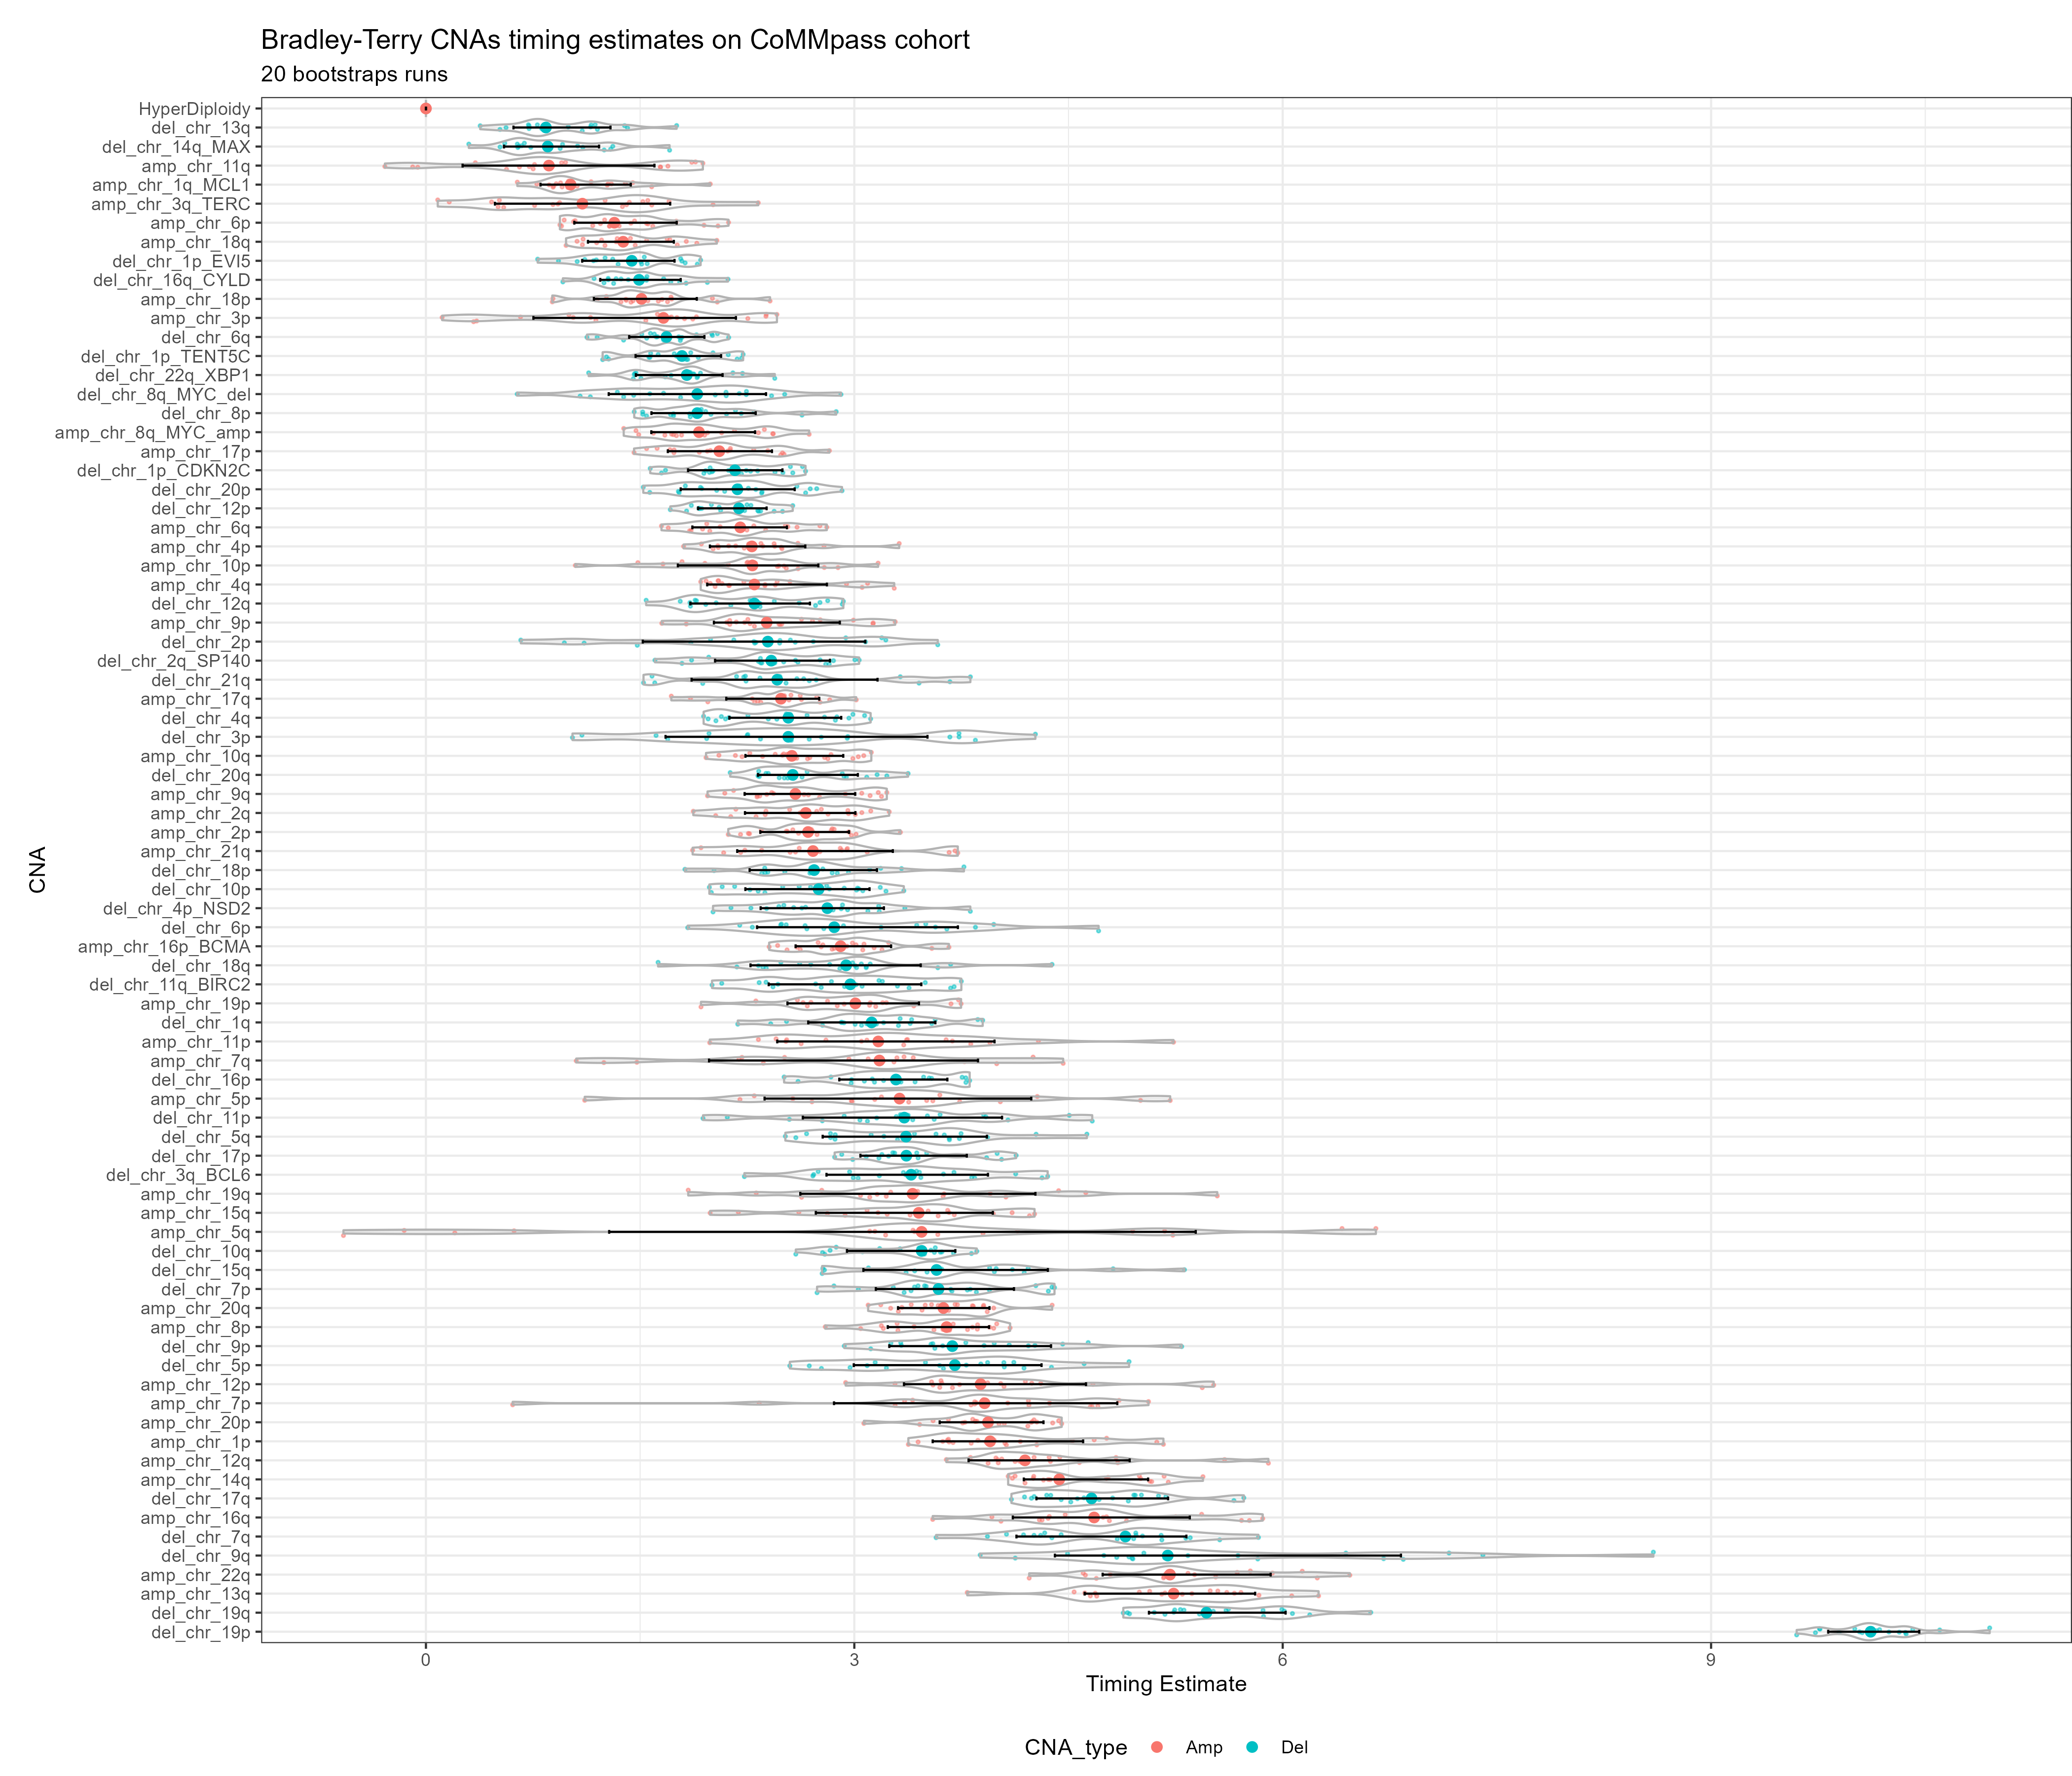 Bradley-Terry CNAs timing estimates on CoMMpass cohort
20 bootstraps runs
CNA
HyperDiploidy
del_chr_13q
del_chr_14q_MAX
amp_chr_11q
amp_chr_1q_MCL1
amp_chr_3q_TERC
amp_chr_6p
amp_chr_18q
del_chr_1p_EVI5
del_chr_16q_CYLD
amp_chr_18p
amp_chr_3p
del_chr_6q
del_chr_1p_TENT5C
del_chr_22q_XBP1
del_chr_8q_MYC_del
del_chr_8p
amp_chr_8q_MYC_amp
amp_chr_17p
del_chr_1p_CDKN2C
del_chr_20p
del_chr_12p
amp_chr_6q
amp_chr_4p
amp_chr_10p
amp_chr_4q
del_chr_12q
amp_chr_9p
del_chr_2p
del_chr_2q_SP140
del_chr_21q
amp_chr_17q
del_chr_4q
del_chr_3p
amp_chr_10q
del_chr_20q
amp_chr_9q
amp_chr_2q
amp_chr_2p
amp_chr_21q
del_chr_18p
del_chr_10p
del_chr_4p_NSD2
del_chr_6p
amp_chr_16p_BCMA
del_chr_18q
del_chr_11q_BIRC2
amp_chr_19p
del_chr_1q
amp_chr_11p
amp_chr_7q
del_chr_16p
amp_chr_5p
del_chr_11p
del_chr_5q
del_chr_17p
del_chr_3q_BCL6
amp_chr_19q
amp_chr_15q
amp_chr_5q
del_chr_10q
del_chr_15q
del_chr_7p
amp_chr_20q
amp_chr_8p
del_chr_9p
del_chr_5p
amp_chr_12p
amp_chr_7p
amp_chr_20p
amp_chr_1p
amp_chr_12q
amp_chr_14q
del_chr_17q
amp_chr_16q
del_chr_7q
del_chr_9q
amp_chr_22q
amp_chr_13q
del_chr_19q
del_chr_19p
0 3 6 9
Timing Estimate
CNA_type Amp Del